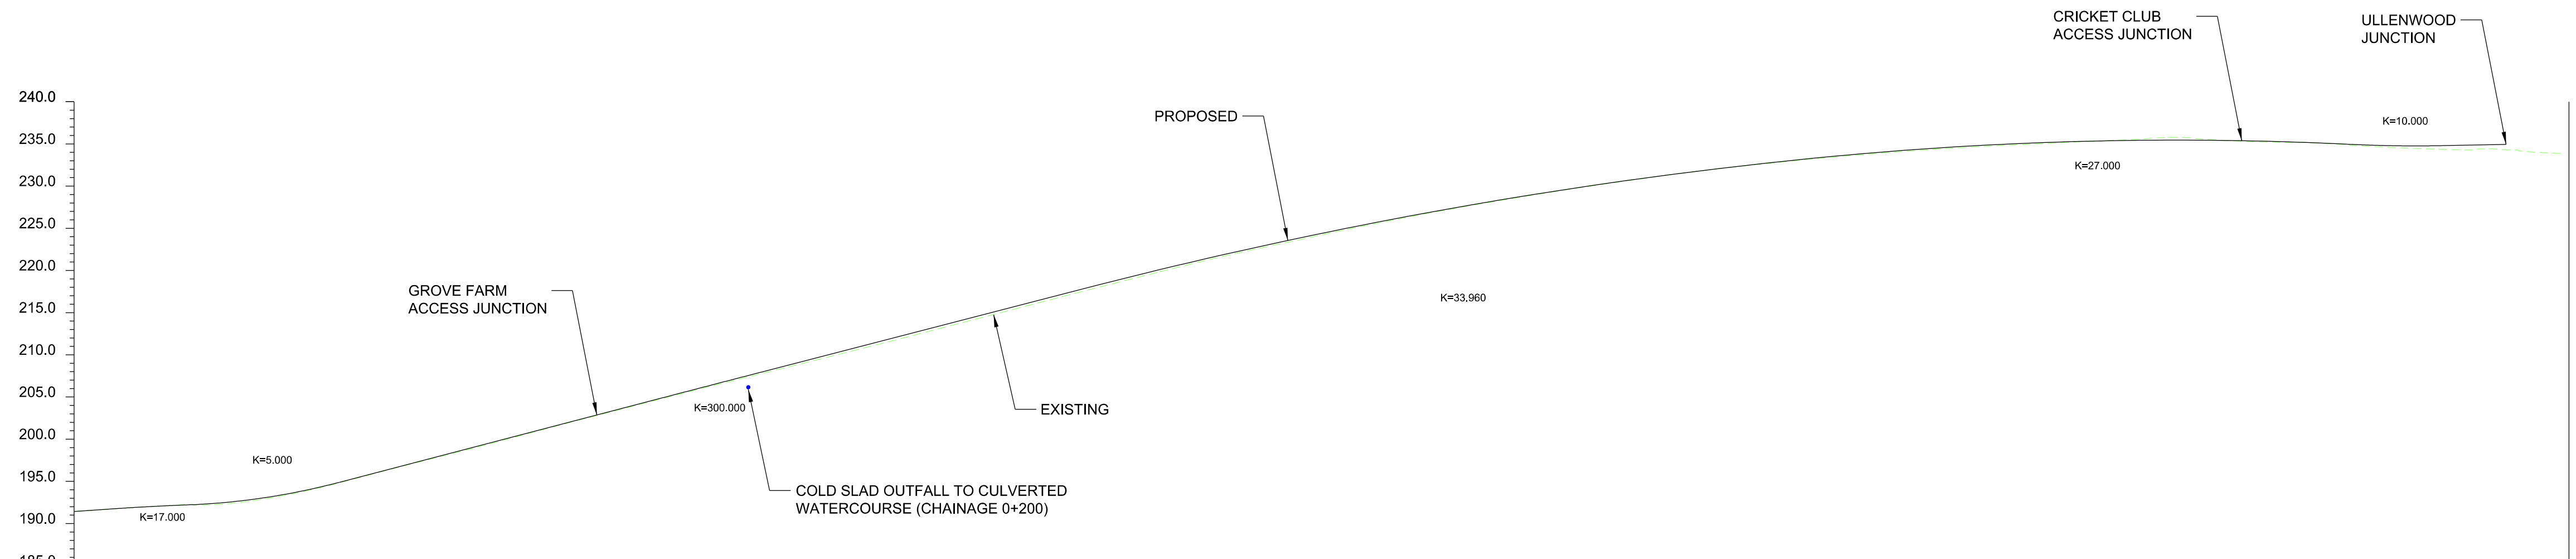 CRICKET CLUB
ACCESS JUNCTION
ULLENWOOD
JUNCTION
240.0
PROPOSED
K=10.000
235.0
K=27.000
230.0
225.0
220.0
GROVE FARM
ACCESS JUNCTION
K=33.960
215.0
210.0
205.0
K=300.000
EXISTING
200.0
K=5.000
195.0
COLD SLAD OUTFALL TO CULVERTED
WATERCOURSE (CHAINAGE 0+200)
190.0
K=17.000
185.0